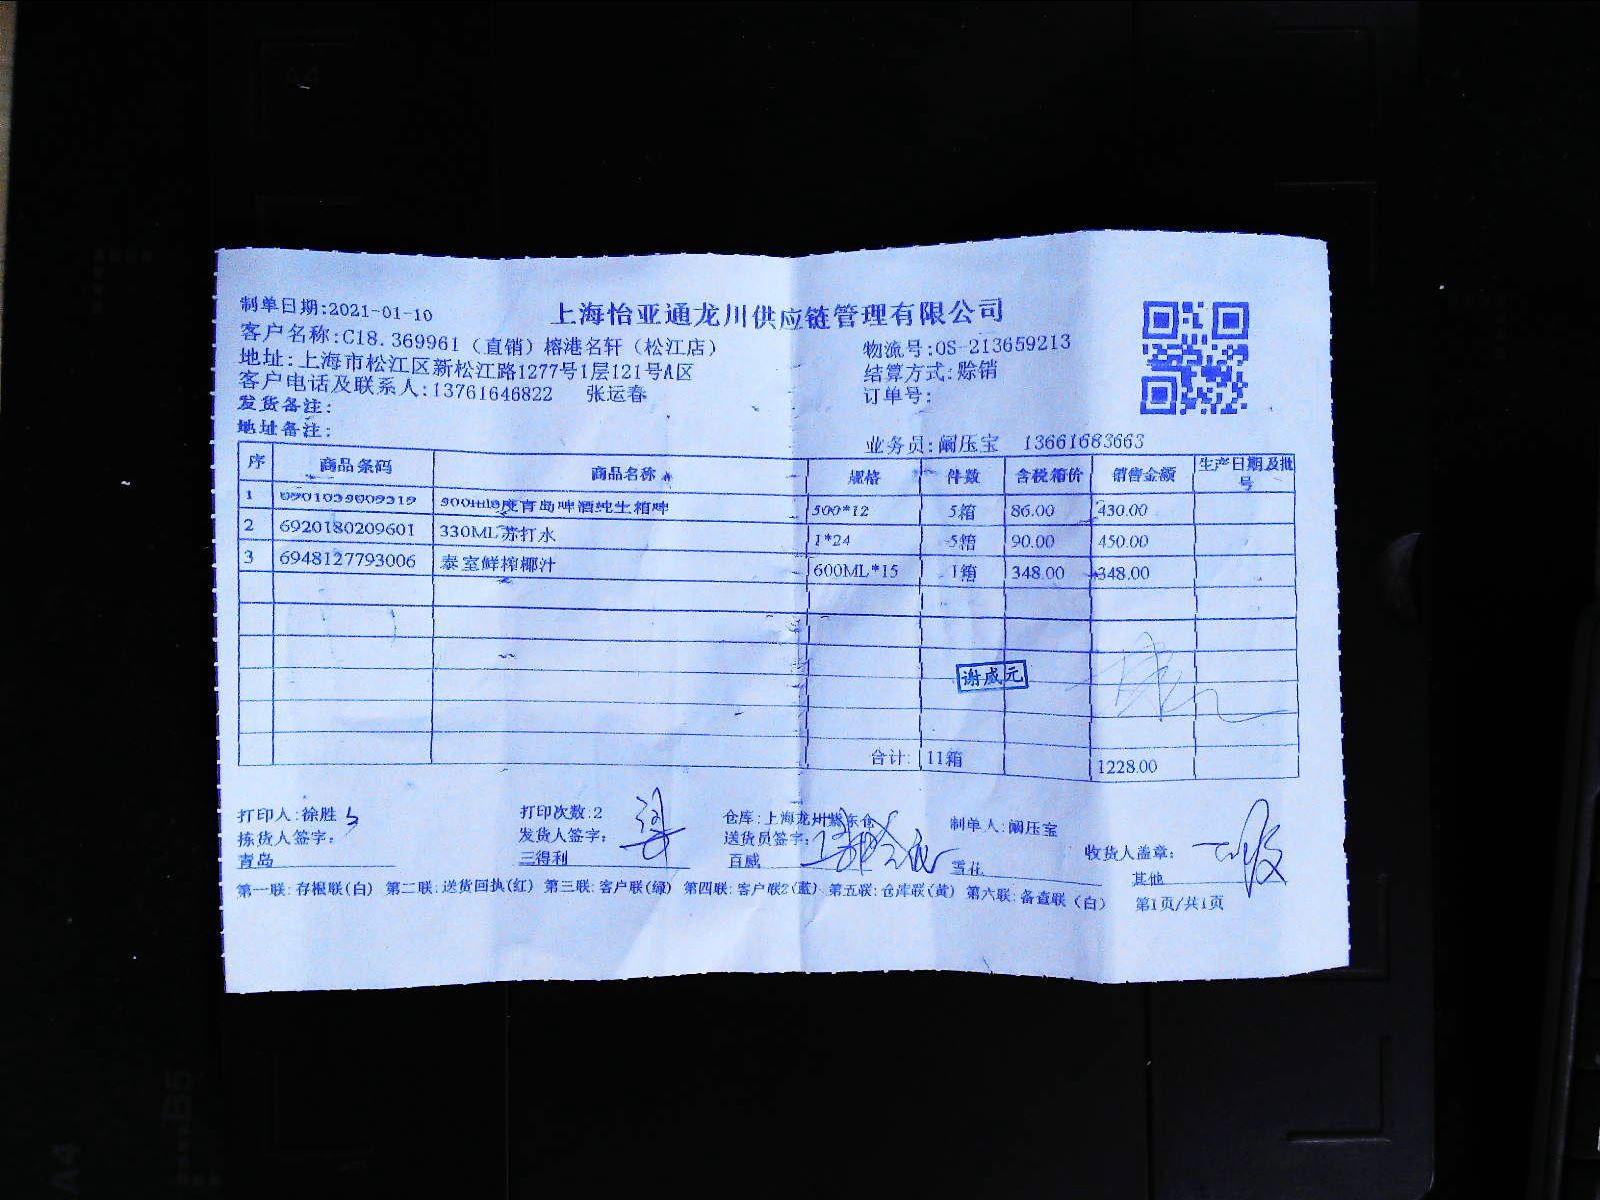 制单日期:2021-01-10
上海怡亚通龙川供应链管理有限公司
客户名称:C18.369961（直销）榕港名轩（松江店）
物流号:OS-213659213
地址:上海市松江区新松江路1277号1层121号A区
结算方式:赊销
客户电话及联系人:13761646822 张运春
订单号:
发货备注:
地址备注:
业务员:阚压宝 13661683663
序 商品条码 商品名称 规格 件数 含税箱价 销售金额 生产日期及批号
1 500*12 5箱 86.00 430.00
2 6920180209601 330ML苏打水 1*24 5箱 90.00 450.00
3 6948127793006 泰室鲜榨椰汁 600ML*15 1箱 348.00 348.00
谢威元
合计: 11箱 1228.00
打印人:徐胜 打印次数:2 仓库:上海龙川 制单人:阚压宝
拣货人签字: 发货人签字: 送货员签字: 收货人盖章:
青岛 三得利 百威 雪花 其他
第一联:存根联(白) 第二联:送货回执(红) 第三联:客户联(绿) 第四联:客户联2(蓝) 第五联:仓库联(黄) 第六联:备查联（白） 第1页/共1页
A4
B5
A4